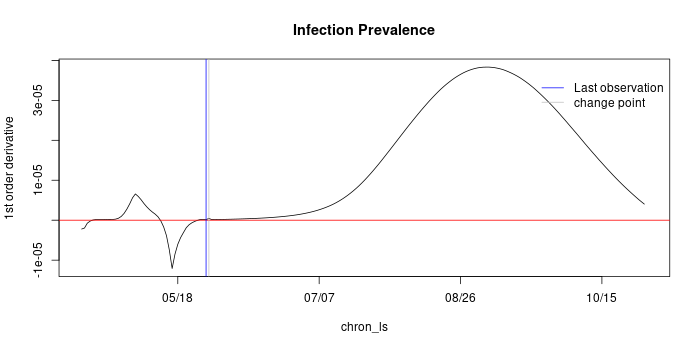 Infection Prevalence
1st order derivative
3e-05
1e-05
-1e-05
Last observation
change point
05/18
07/07
08/26
10/15
chron_ls